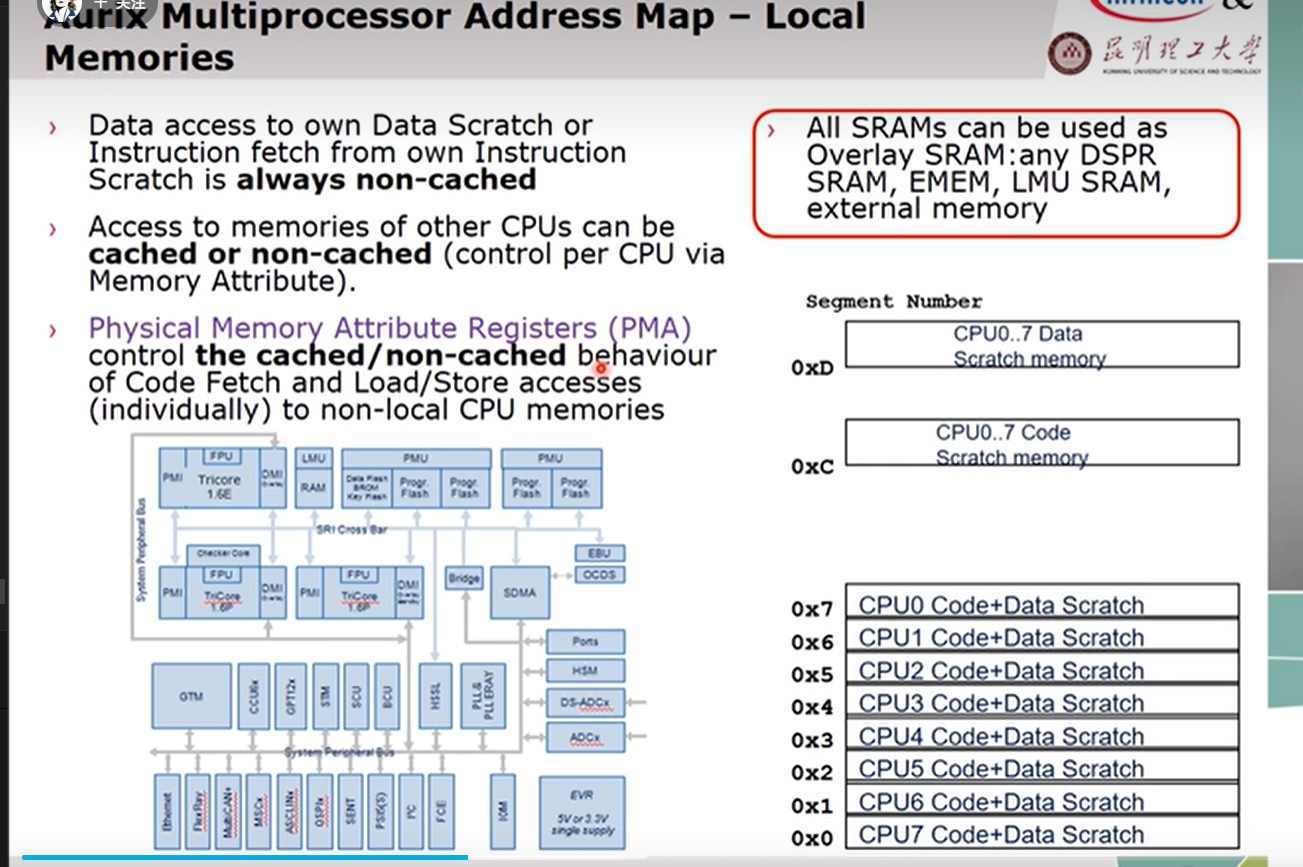 关注
Aurix Multiprocessor Address Map – Local
Memories
昆明理工大学
KUNMING UNIVERSITY OF SCIENCE AND TECHNOLOGY
› Data access to own Data Scratch or
Instruction fetch from own Instruction
Scratch is always non-cached
› Access to memories of other CPUs can be
cached or non-cached (control per CPU via
Memory Attribute).
› Physical Memory Attribute Registers (PMA)
control the cached/non-cached behaviour
of Code Fetch and Load/Store accesses
(individually) to non-local CPU memories
› All SRAMs can be used as
Overlay SRAM:any DSPR
SRAM, EMEM, LMU SRAM,
external memory
Segment Number
0xD CPU0..7 Data
Scratch memory
0xC CPU0..7 Code
Scratch memory
0x7 CPU0 Code+Data Scratch
0x6 CPU1 Code+Data Scratch
0x5 CPU2 Code+Data Scratch
0x4 CPU3 Code+Data Scratch
0x3 CPU4 Code+Data Scratch
0x2 CPU5 Code+Data Scratch
0x1 CPU6 Code+Data Scratch
0x0 CPU7 Code+Data Scratch
PMI
FPU
Tricore
1.6E
DMI
LMU
RAM
PMU
Data Flash
BROM
Key Flash
Progr.
Flash
Progr.
Flash
PMU
Progr.
Flash
Progr.
Flash
System Peripheral Bus
SRI Cross Bar
Checker Core
PMI
FPU
TriCore
1.6P
DMI
PMI
FPU
TriCore
1.6P
DMI
Bridge
SDMA
EBU
OCDS
Ports
HSM
DS-ADCx
ADCx
GTM
CCU6x
GPT12x
STM
SCU
BCU
HSSL
PLL &
PLL ERAY
System Peripheral Bus
Ethernet
FlexRay
MultiCAN+
MSCx
ASCLINx
QSPIx
SENT
PSI5(S)
I²C
FCE
IOM
EVR
5V or 3.3V
single supply